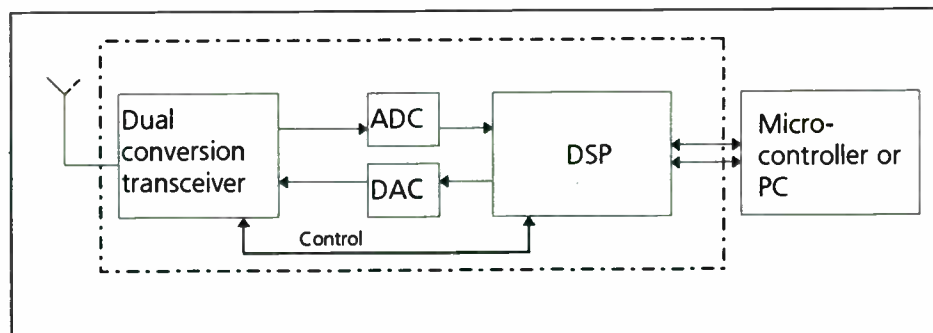 Dual
conversion
transceiver
ADC
DAC
DSP
Micro-
controller or
PC
Control